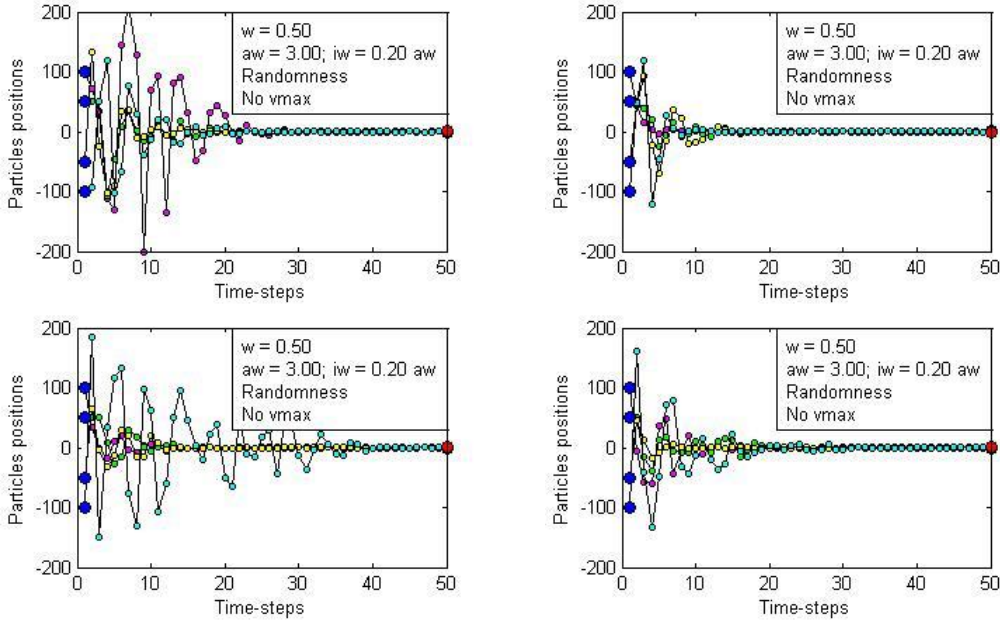 200
100
0
-100
-200
Particles positions
w = 0.50
aw = 3.00; iw = 0.20 aw
Randomness
No vmax
0 10 20 30 40 50
Time-steps
200
100
0
-100
-200
Particles positions
w = 0.50
aw = 3.00; iw = 0.20 aw
Randomness
No vmax
0 10 20 30 40 50
Time-steps
200
100
0
-100
-200
Particles positions
w = 0.50
aw = 3.00; iw = 0.20 aw
Randomness
No vmax
0 10 20 30 40 50
Time-steps
200
100
0
-100
-200
Particles positions
w = 0.50
aw = 3.00; iw = 0.20 aw
Randomness
No vmax
0 10 20 30 40 50
Time-steps